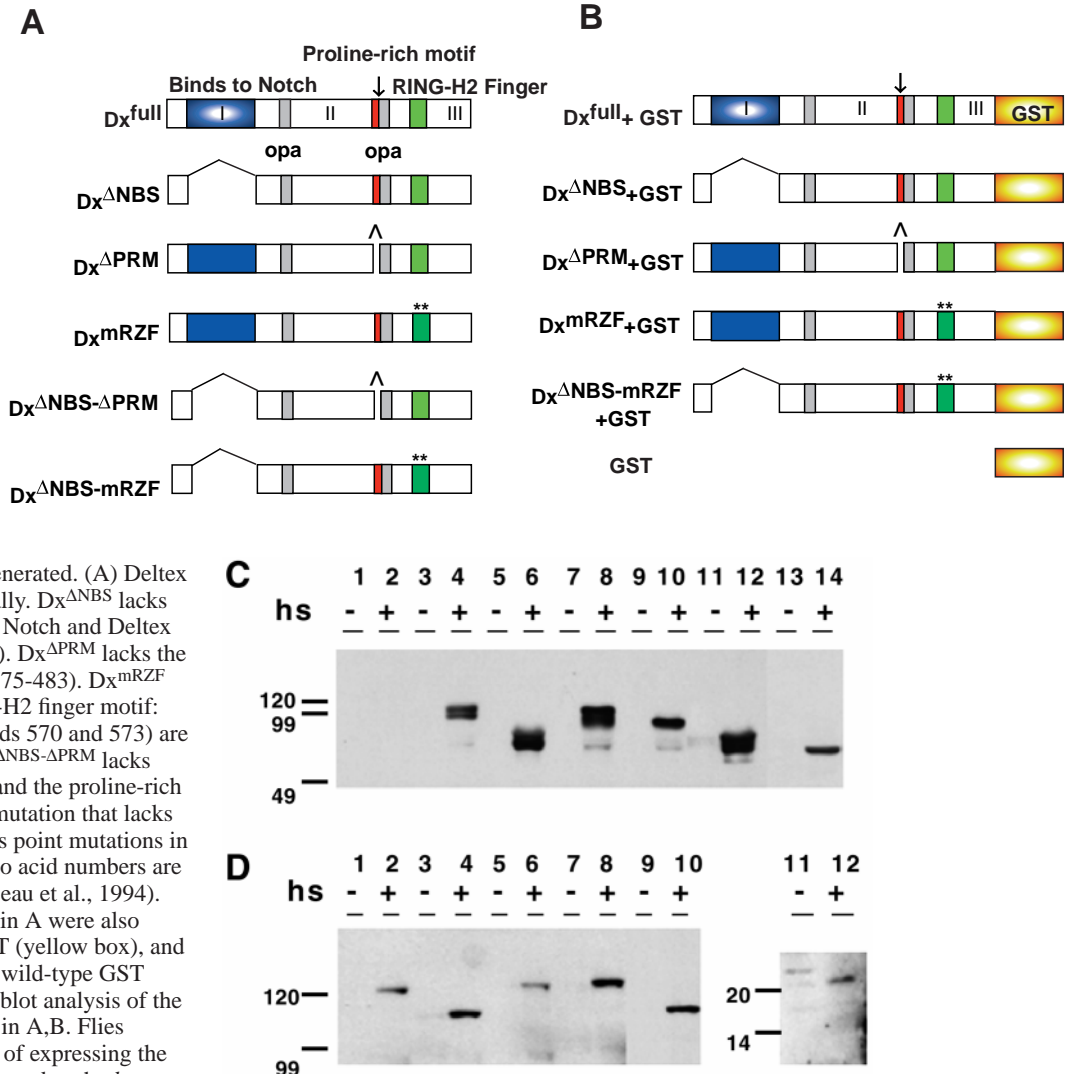 A
Proline-rich motif
Binds to Notch ↓ RING-H2 Finger
Dxfull I II III
opa opa
DxΔNBS
^
DxΔPRM
**
DxmRZF
^
DxΔNBS-ΔPRM
**
DxΔNBS-mRZF
B
↓
Dxfull+ GST I II III GST
DxΔNBS+GST
^
DxΔPRM+GST
**
DxmRZF+GST
**
DxΔNBS-mRZF
+GST
GST
enerated. (A) Deltex
ally. DxΔNBS lacks
Notch and Deltex
). DxΔPRM lacks the
75-483). DxmRZF
-H2 finger motif:
ds 570 and 573) are
ΔNBS-ΔPRM lacks
and the proline-rich
mutation that lacks
s point mutations in
o acid numbers are
eau et al., 1994).
in A were also
T (yellow box), and
wild-type GST
blot analysis of the
in A,B. Flies
of expressing the
C
1 2 3 4 5 6 7 8 9 10 11 12 13 14
hs - + - + - + - + - + - + - +
120
99
49
D
1 2 3 4 5 6 7 8 9 10 11 12
hs - + - + - + - + - + - +
120
99
20
14